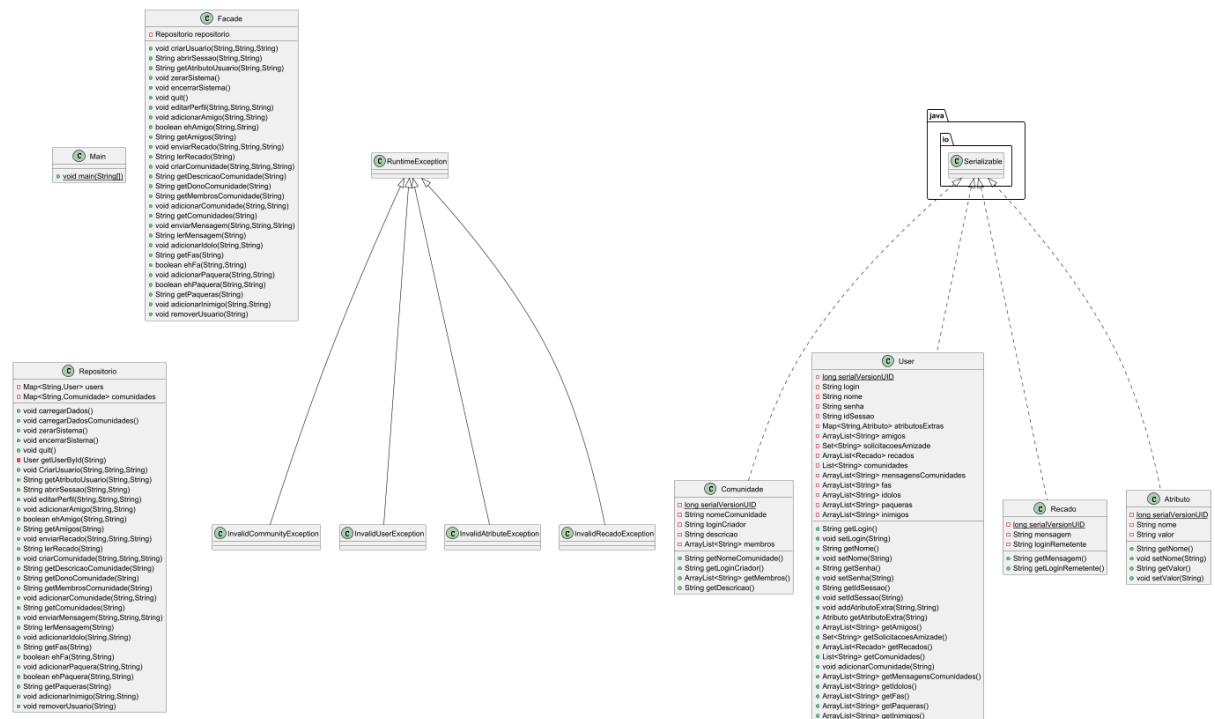 Facade
Repositorio repositorio
void criarUsuario(String,String,String)
String abrirSessao(String,String)
String getAtributoUsuario(String,String)
void zerarSistema()
void encerrarSistema()
void quit()
void editarPerfil(String,String,String)
void adicionarAmigo(String,String)
boolean ehAmigo(String,String)
String getAmigos(String)
void enviarRecado(String,String,String)
String lerRecado(String)
void criarComunidade(String,String,String)
String getDescricaoComunidade(String)
String getDonoComunidade(String)
String getMembrosComunidade(String)
void adicionarComunidade(String,String)
String getComunidades(String)
void enviarMensagem(String,String,String)
String lerMensagem(String)
void adicionarIdolo(String,String)
String getFas(String)
boolean ehFa(String,String)
void adicionarPaquera(String,String)
boolean ehPaquera(String,String)
String getPaqueras(String)
void adicionarInimigo(String,String)
void removerUsuario(String)
Main
void main(String[])
RuntimeException
java
io
Serializable
Repositorio
Map<String,User> users
Map<String,Comunidade> comunidades
void carregarDados()
void carregarDadosComunidades()
void zerarSistema()
void encerrarSistema()
void quit()
User getUserById(String)
void CriarUsuario(String,String,String)
String getAtributoUsuario(String,String)
String abrirSessao(String,String)
void editarPerfil(String,String,String)
void adicionarAmigo(String,String)
boolean ehAmigo(String,String)
String getAmigos(String)
void enviarRecado(String,String,String)
String lerRecado(String)
void criarComunidade(String,String,String)
String getDescricaoComunidade(String)
String getDonoComunidade(String)
String getMembrosComunidade(String)
void adicionarComunidade(String,String)
String getComunidades(String)
void enviarMensagem(String,String,String)
String lerMensagem(String)
void adicionarIdolo(String,String)
String getFas(String)
boolean ehFa(String,String)
void adicionarPaquera(String,String)
boolean ehPaquera(String,String)
String getPaqueras(String)
void adicionarInimigo(String,String)
void removerUsuario(String)
InvalidCommunityException
InvalidUserException
InvalidAtributeException
InvalidRecadoException
Comunidade
long serialVersionUID
String nomeComunidade
String loginCriador
String descricao
ArrayList<String> membros
String getNomeComunidade()
String getLoginCriador()
ArrayList<String> getMembros()
String getDescricao()
User
long serialVersionUID
String login
String nome
String senha
String idSessao
Map<String,Atributo> atributosExtras
ArrayList<String> amigos
Set<String> solicitacoesAmizade
ArrayList<Recado> recados
List<String> comunidades
ArrayList<String> mensagensComunidades
ArrayList<String> fas
ArrayList<String> idolos
ArrayList<String> paqueras
ArrayList<String> inimigos
String getLogin()
void setLogin(String)
String getNome()
void setNome(String)
String getSenha()
void setSenha(String)
String getIdSessao()
void setIdSessao(String)
void addAtributoExtra(String,String)
Atributo getAtributoExtra(String)
ArrayList<String> getAmigos()
Set<String> getSolicitacoesAmizade()
ArrayList<Recado> getRecados()
List<String> getComunidades()
void adicionarComunidade(String)
ArrayList<String> getMensagensComunidades()
ArrayList<String> getIdolos()
ArrayList<String> getFas()
ArrayList<String> getPaqueras()
ArrayList<String> getInimigos()
Recado
long serialVersionUID
String mensagem
String loginRemetente
String getMensagem()
String getLoginRemetente()
Atributo
long serialVersionUID
String nome
String valor
String getNome()
void setNome(String)
String getValor()
void setValor(String)